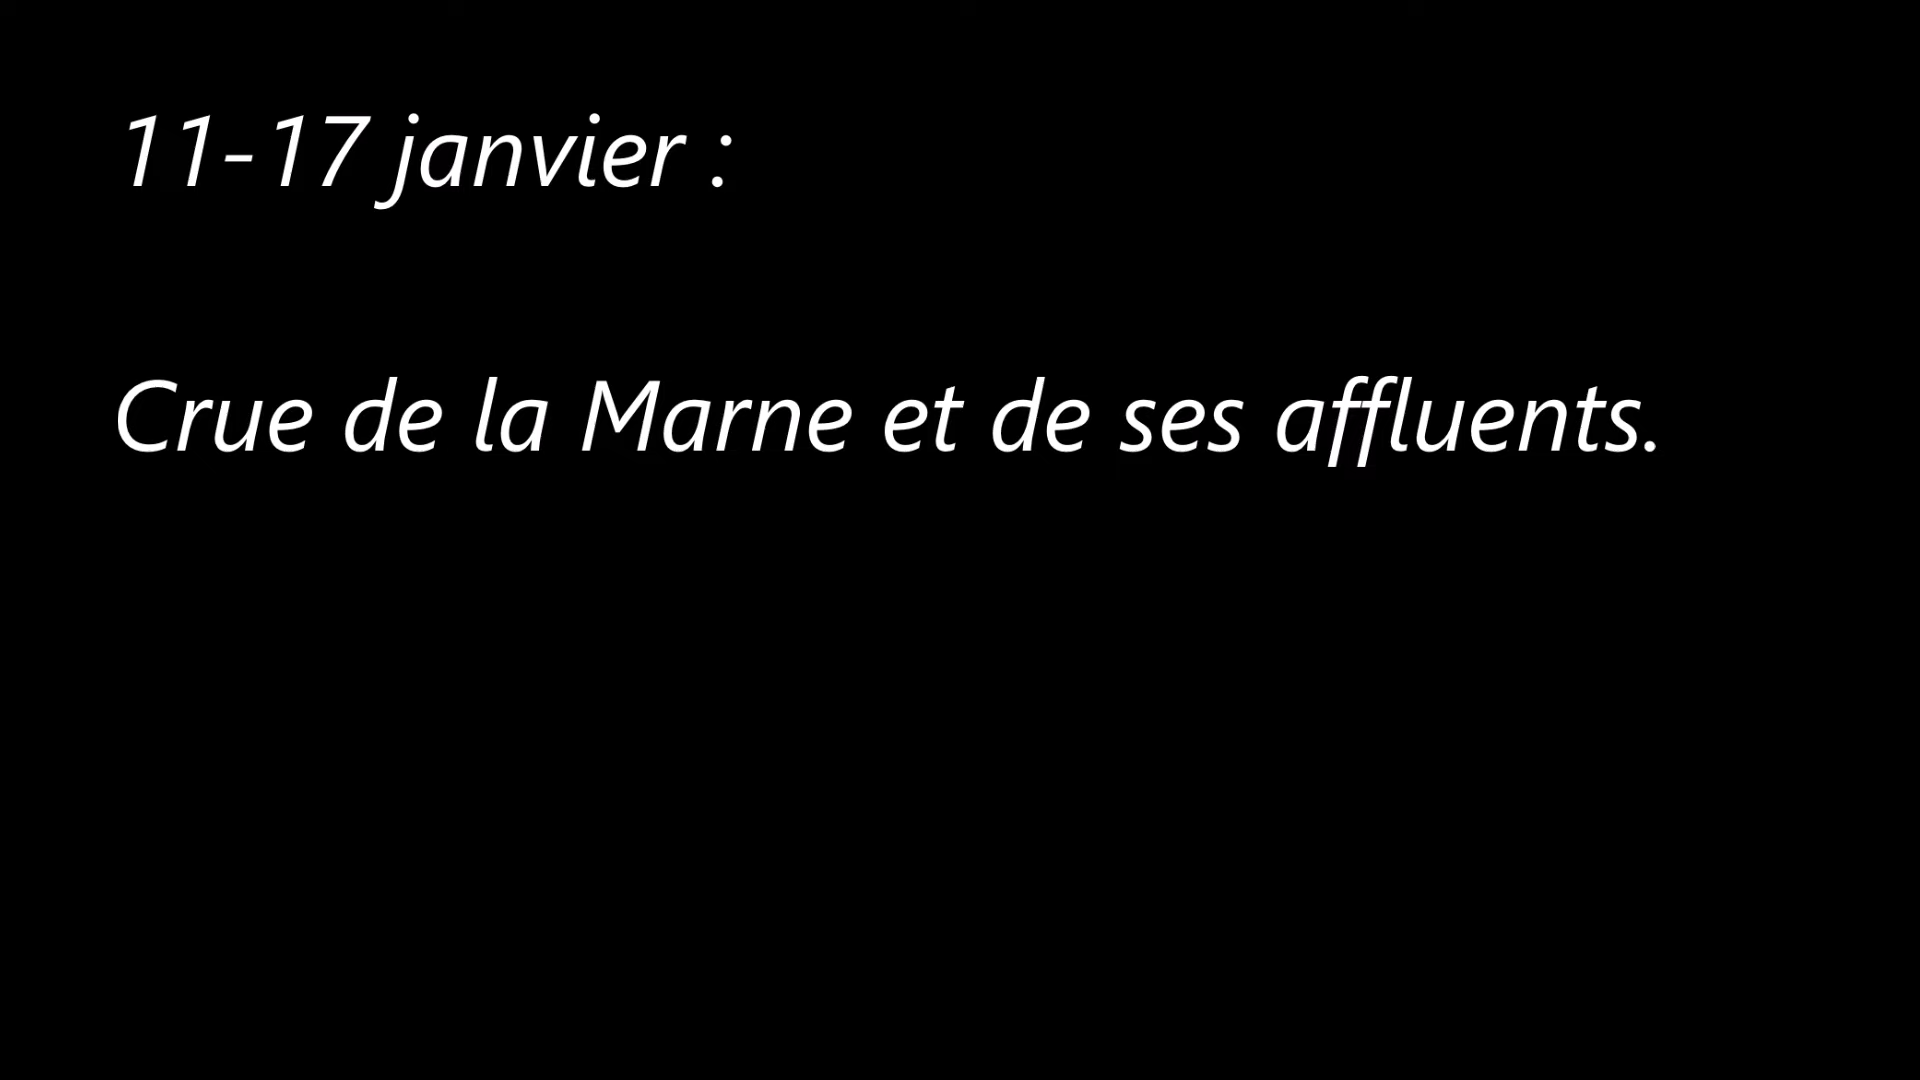 11-17 janvier :
Crue de la Marne et de ses affluents.